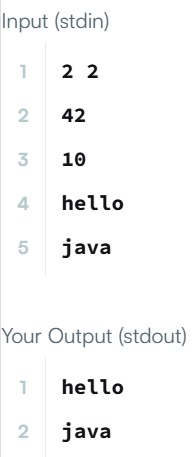 Input (stdin)
1 2 2
2 42
3 10
4 hello
5 java
Your Output (stdout)
1 hello
2 java